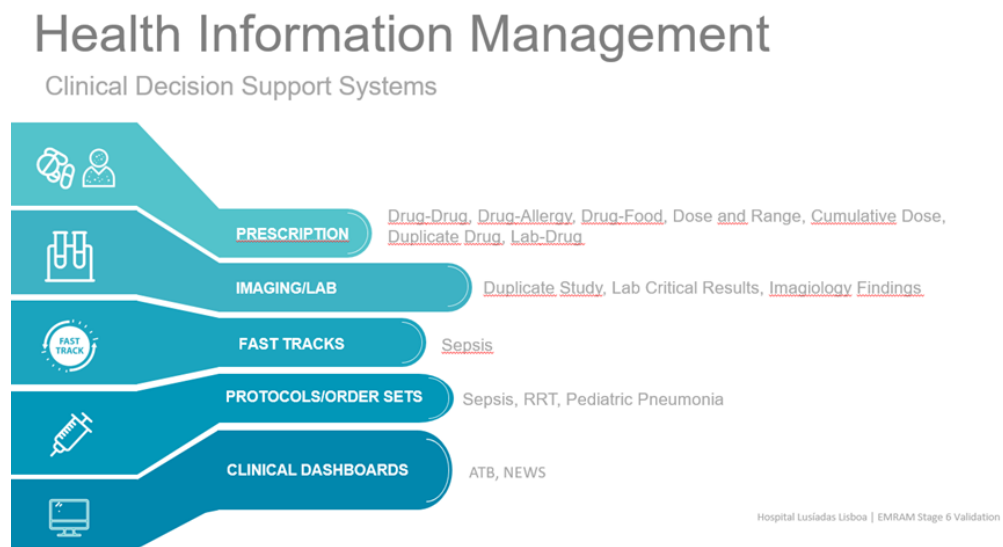 Health Information Management
Clinical Decision Support Systems
PRESCRIPTION
Drug-Drug, Drug-Allergy, Drug-Food, Dose and Range, Cumulative Dose,
Duplicate Drug, Lab-Drug
IMAGING/LAB
Duplicate Study, Lab Critical Results, Imagiology Findings
FAST
TRACK
FAST TRACKS
Sepsis
PROTOCOLS/ORDER SETS
Sepsis, RRT, Pediatric Pneumonia
CLINICAL DASHBOARDS
ATB, NEWS
Hospital Lusíadas Lisboa | EMRAM Stage 6 Validation